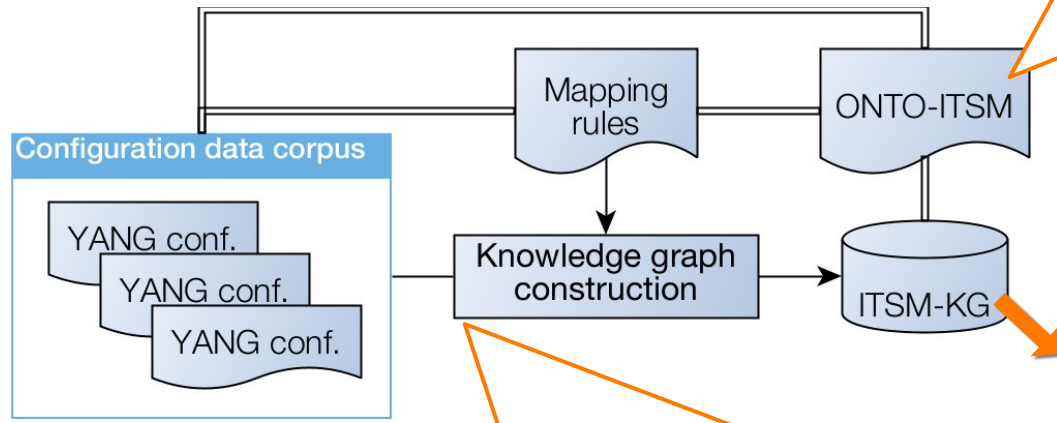 Mapping
rules
ONTO-ITSM
Configuration data corpus
YANG conf.
YANG conf.
YANG conf.
Knowledge graph
construction
ITSM-KG